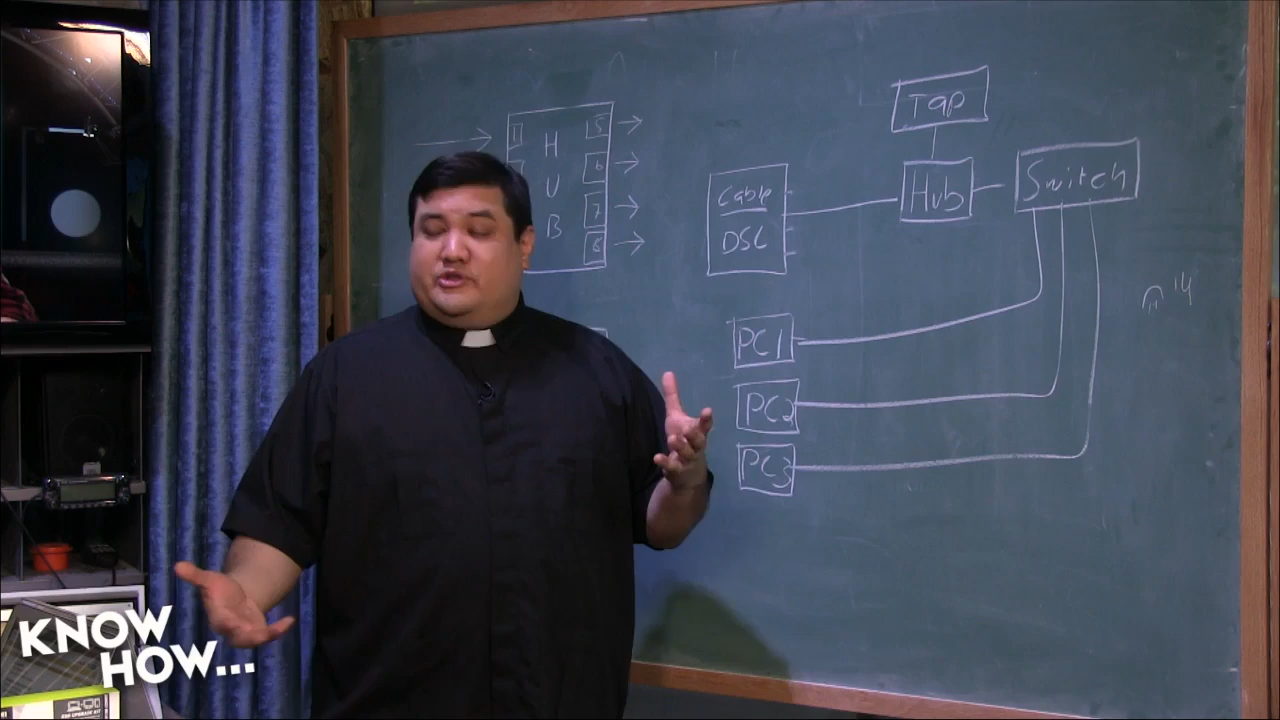 H
U
B
5
6
7
8
Tap
Cable
DSL
Hub
Switch
PC1
PC2
PC3
KNOW
HOW...